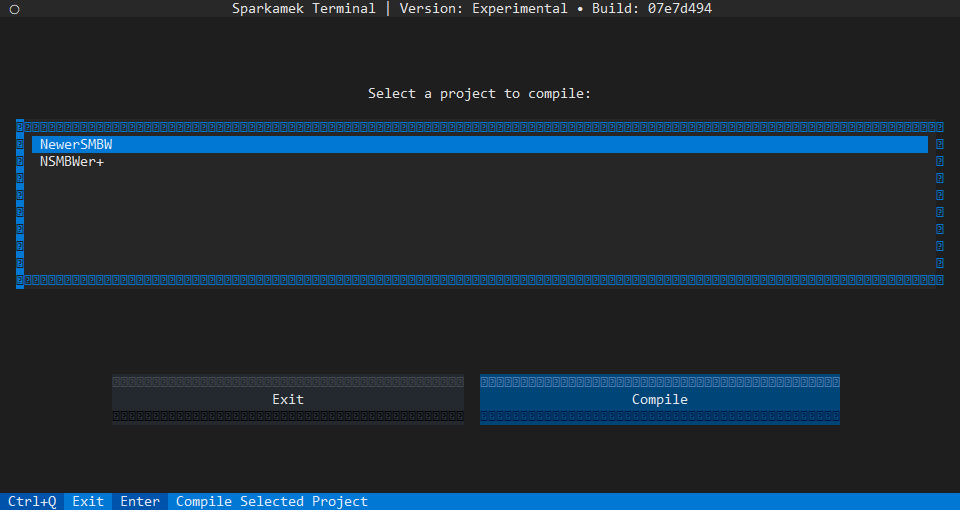 Sparkamek Terminal | Version: Experimental • Build: 07e7d494
Select a project to compile:
NewerSMBW
NSMBWer+
Exit Compile
Ctrl+Q Exit Enter Compile Selected Project